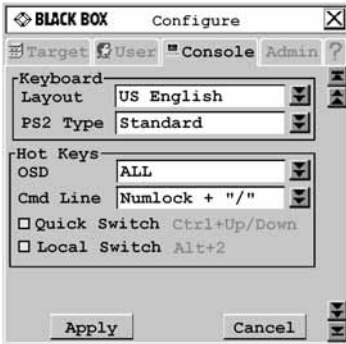 BLACK BOX Configure X
Target User Console Admin ?
Keyboard
Layout US English
PS2 Type Standard
Hot Keys
OSD ALL
Cmd Line Numlock + "/"
Quick Switch Ctrl+Up/Down
Local Switch Alt+2
Apply Cancel